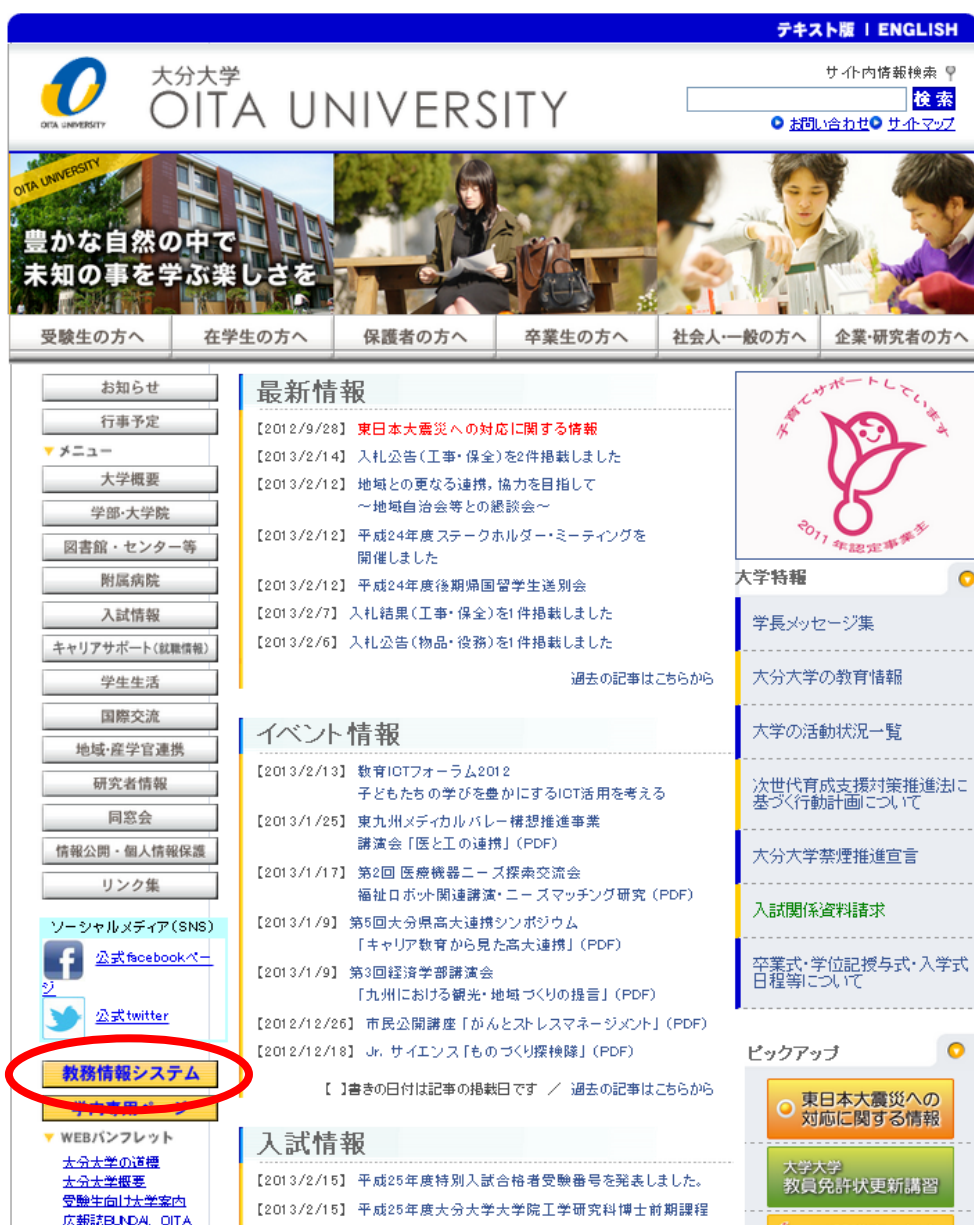 テキスト版 | ENGLISH
大分大学
OITA UNIVERSITY
OITA UNIVERSITY
サイト内情報検索
検索
お問い合わせ サイトマップ
OITA UNIVERSITY
豊かな自然の中で
未知の事を学ぶ楽しさを
受験生の方へ 在学生の方へ 保護者の方へ 卒業生の方へ 社会人・一般の方へ 企業・研究者の方へ
お知らせ
行事予定
メニュー
大学概要
学部・大学院
図書館・センター等
附属病院
入試情報
キャリアサポート(就職情報)
学生生活
国際交流
地域・産学官連携
研究者情報
同窓会
情報公開・個人情報保護
リンク集
ソーシャルメディア(SNS)
公式facebookペー
ジ
公式twitter
教務情報システム
学内専用ページ
WEBパンフレット
大分大学の道標
大分大学概要
受験生向け大学案内
広報誌BUNDAI. OITA
最新情報
【2012/9/28】 東日本大震災への対応に関する情報
【2013/2/14】 入札公告(工事・保全)を2件掲載しました
【2013/2/12】 地域との更なる連携，協力を目指して
～地域自治会等との懇談会～
【2013/2/12】 平成24年度ステークホルダー・ミーティングを
開催しました
【2013/2/12】 平成24年度後期帰国留学生送別会
【2013/2/7】 入札結果(工事・保全)を1件掲載しました
【2013/2/6】 入札公告(物品・役務)を1件掲載しました
過去の記事はこちらから
イベント情報
【2013/2/13】 教育ICTフォーラム2012
子どもたちの学びを豊かにするICT活用を考える
【2013/1/25】 東九州メディカルバレー構想推進事業
講演会「医と工の連携」(PDF)
【2013/1/17】 第2回 医療機器ニーズ探索交流会
福祉ロボット関連講演・ニーズマッチング研究 (PDF)
【2013/1/9】 第5回大分県高大連携シンポジウム
「キャリア教育から見た高大連携」(PDF)
【2013/1/9】 第3回経済学部講演会
「九州における観光・地域づくりの提言」(PDF)
【2012/12/26】 市民公開講座「がんとストレスマネージメント」(PDF)
【2012/12/18】 Jr. サイエンス「ものづくり探検隊」(PDF)
【 】書きの日付は記事の掲載日です ／ 過去の記事はこちらから
入試情報
【2013/2/15】 平成25年度特別入試合格者受験番号を発表しました。
【2013/2/15】 平成25年度大分大学大学院工学研究科博士前期課程
子育てサポートしています
2011年認定事業主
大学特報
学長メッセージ集
大分大学の教育情報
大学の活動状況一覧
次世代育成支援対策推進法に
基づく行動計画について
大分大学禁煙推進宣言
入試関係資料請求
卒業式・学位記授与式・入学式
日程等について
ピックアップ
東日本大震災への
対応に関する情報
大学大学
教員免許状更新講習